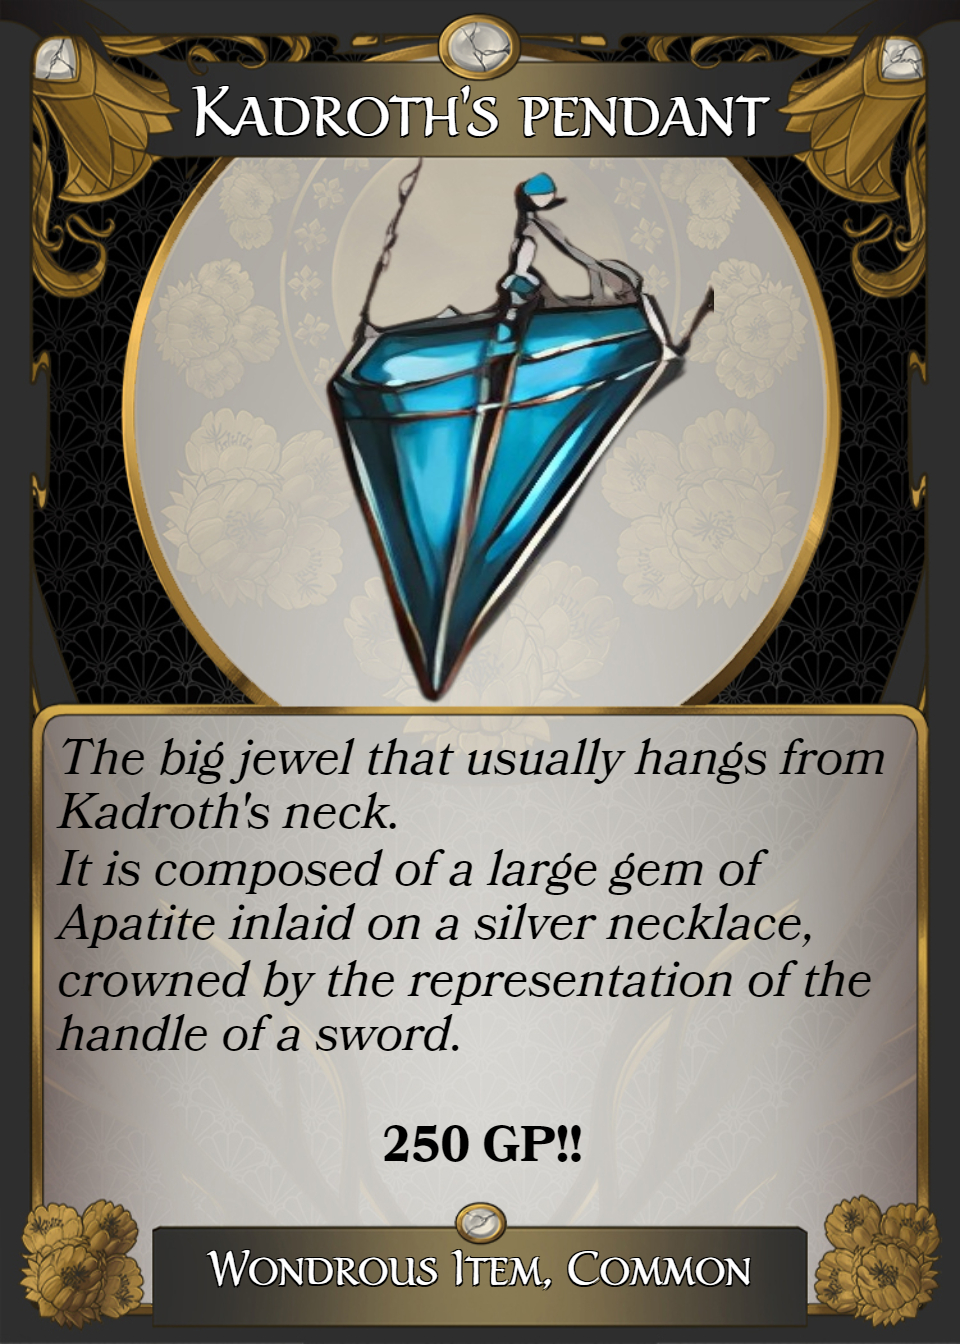 Kadroth's pendant
The big jewel that usually hangs from
Kadroth's neck.
It is composed of a large gem of
Apatite inlaid on a silver necklace,
crowned by the representation of the
handle of a sword.
250 GP!!
Wondrous Item, Common